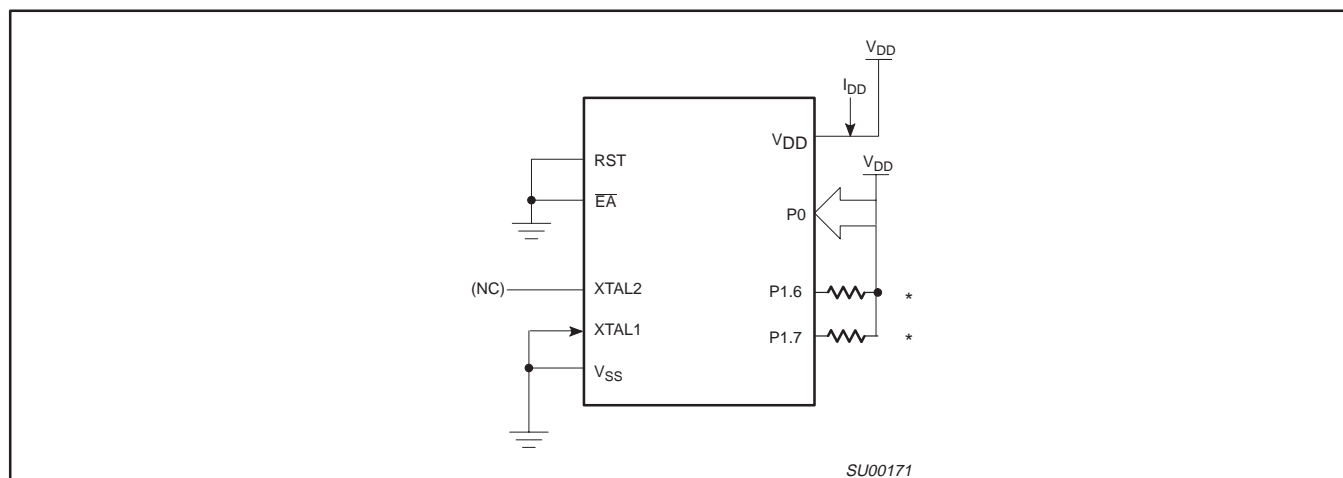 VDD
IDD
VDD
RST
VDD
EA
P0
(NC)
XTAL2
P1.6
*
XTAL1
P1.7
*
VSS
SU00171